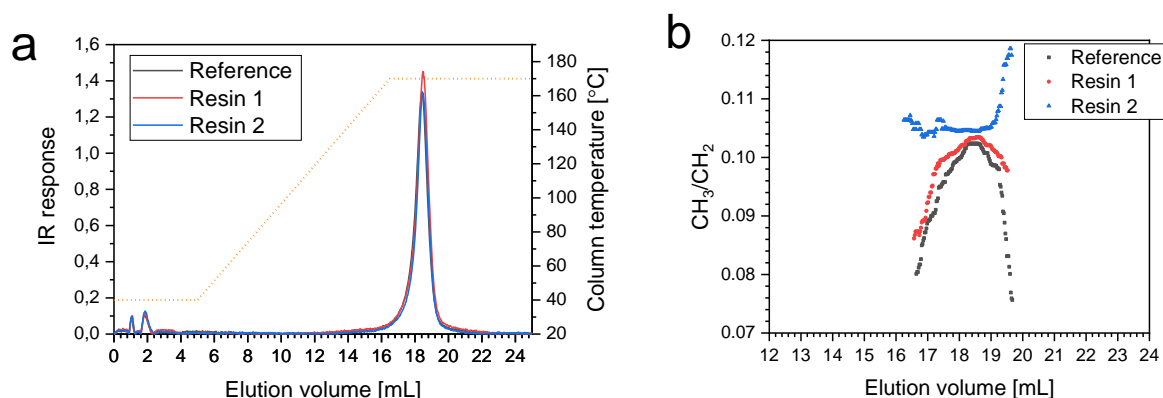 a
1,6
1,4
1,2
1,0
0,8
0,6
0,4
0,2
0,0
IR response
Reference
Resin 1
Resin 2
180
160
140
120
100
80
60
40
20
Column temperature [°C]
0 2 4 6 8 10 12 14 16 18 20 22 24
Elution volume [mL]
b
0.12
0.11
0.10
0.09
0.08
0.07
CH₃/CH₂
Reference
Resin 1
Resin 2
12 13 14 15 16 17 18 19 20 21 22 23 24
Elution volume [mL]